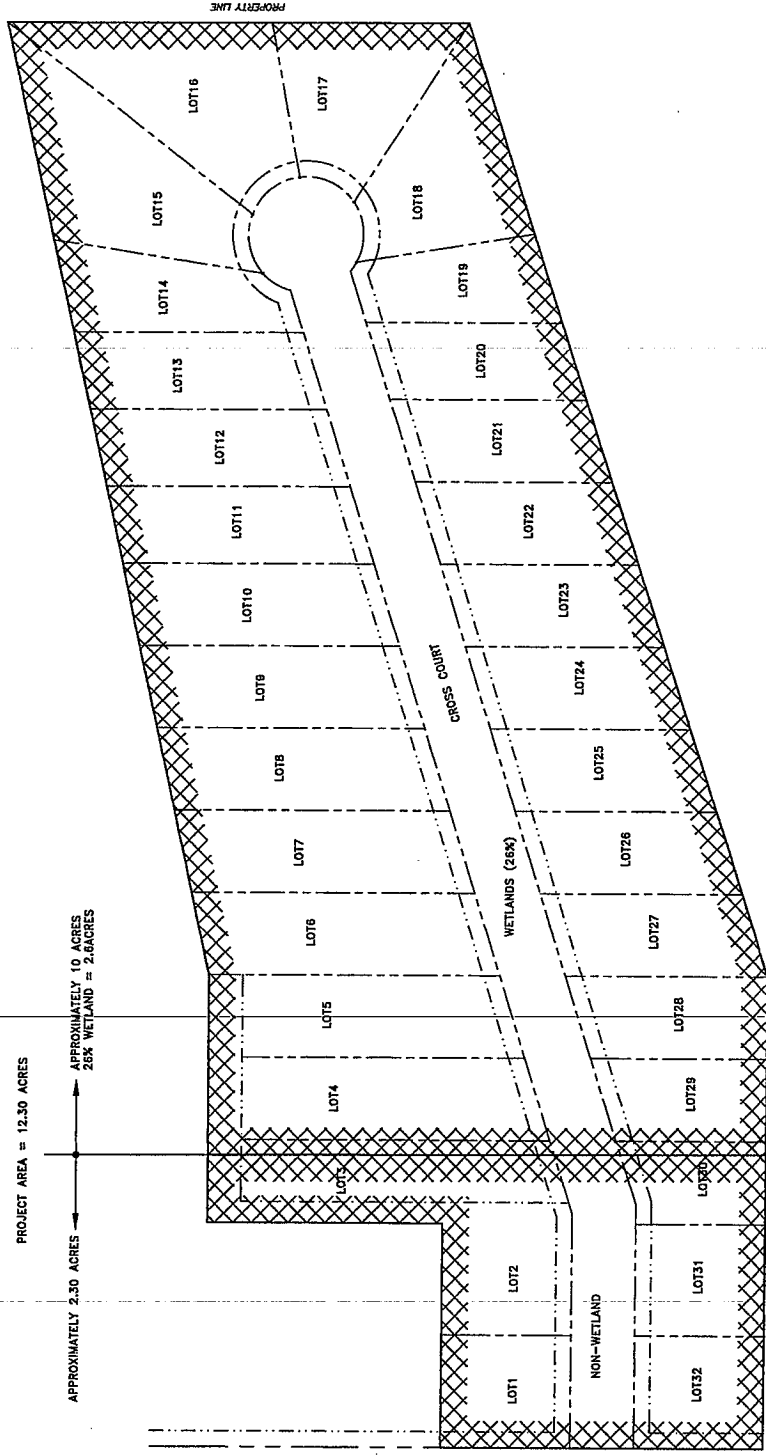 PROJECT AREA = 12.30 ACRES
APPROXIMATELY 2.30 ACRES
APPROXIMATELY 10 ACRES
26% WETLAND = 2.6ACRES
PROPERTY LINE
LOT1
LOT2
LOT3
LOT4
LOT5
LOT6
LOT7
LOT8
LOT9
LOT10
LOT11
LOT12
LOT13
LOT14
LOT15
LOT16
LOT17
LOT18
LOT19
LOT20
LOT21
LOT22
LOT23
LOT24
LOT25
LOT26
LOT27
LOT28
LOT29
LOT30
LOT31
LOT32
NON-WETLAND
WETLANDS (26%)
CROSS COURT